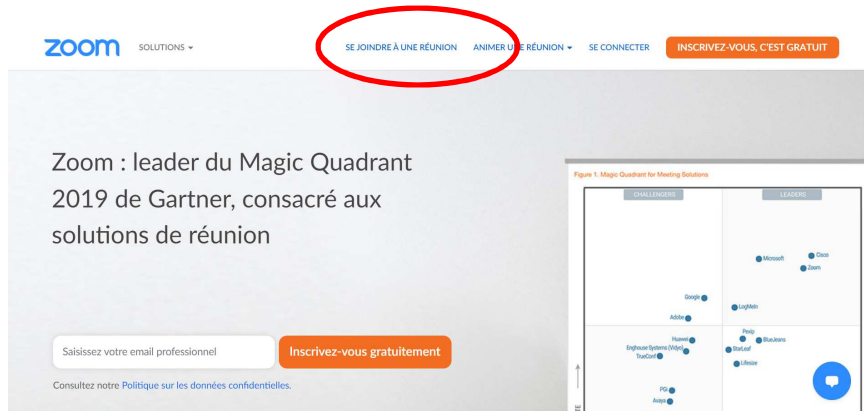 zoom
SOLUTIONS
SE JOINDRE À UNE RÉUNION
ANIMER UNE RÉUNION
SE CONNECTER
INSCRIVEZ-VOUS, C'EST GRATUIT
Zoom : leader du Magic Quadrant
2019 de Gartner, consacré aux
solutions de réunion
Saisissez votre email professionnel
Inscrivez-vous gratuitement
Consultez notre Politique sur les données confidentielles.
Figure 1. Magic Quadrant for Meeting Solutions
CHALLENGERS
LEADERS
Microsoft
Cisco
Zoom
Google
LogMeIn
Adobe
Pexip
Huawei
BlueJeans
Enghouse Systems (Vidyo)
StarLeaf
TrueConf
Lifesize
PGi
Avaya